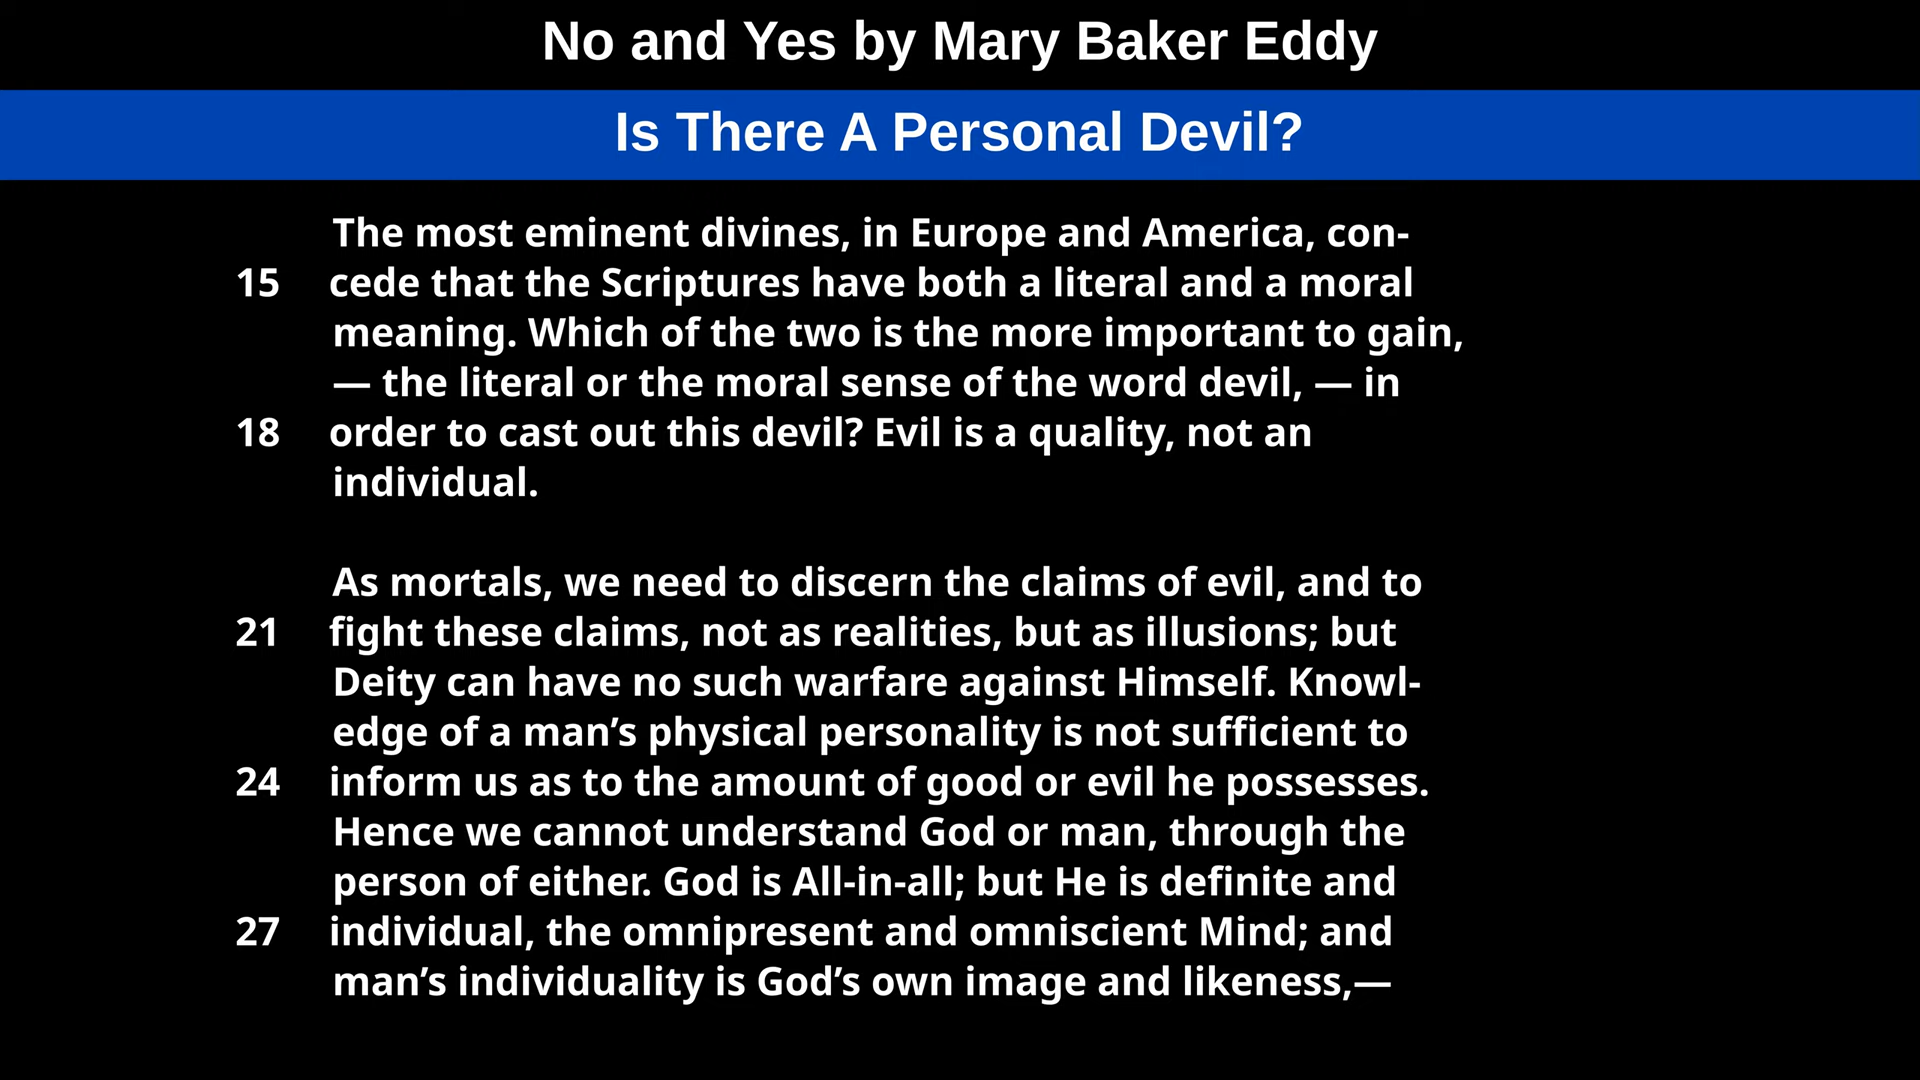 No and Yes by Mary Baker Eddy
Is There A Personal Devil?
The most eminent divines, in Europe and America, con-
15 cede that the Scriptures have both a literal and a moral
meaning. Which of the two is the more important to gain,
— the literal or the moral sense of the word devil, — in
18 order to cast out this devil? Evil is a quality, not an
individual.
As mortals, we need to discern the claims of evil, and to
21 fight these claims, not as realities, but as illusions; but
Deity can have no such warfare against Himself. Knowl-
edge of a man’s physical personality is not sufficient to
24 inform us as to the amount of good or evil he possesses.
Hence we cannot understand God or man, through the
person of either. God is All-in-all; but He is definite and
27 individual, the omnipresent and omniscient Mind; and
man’s individuality is God’s own image and likeness,—